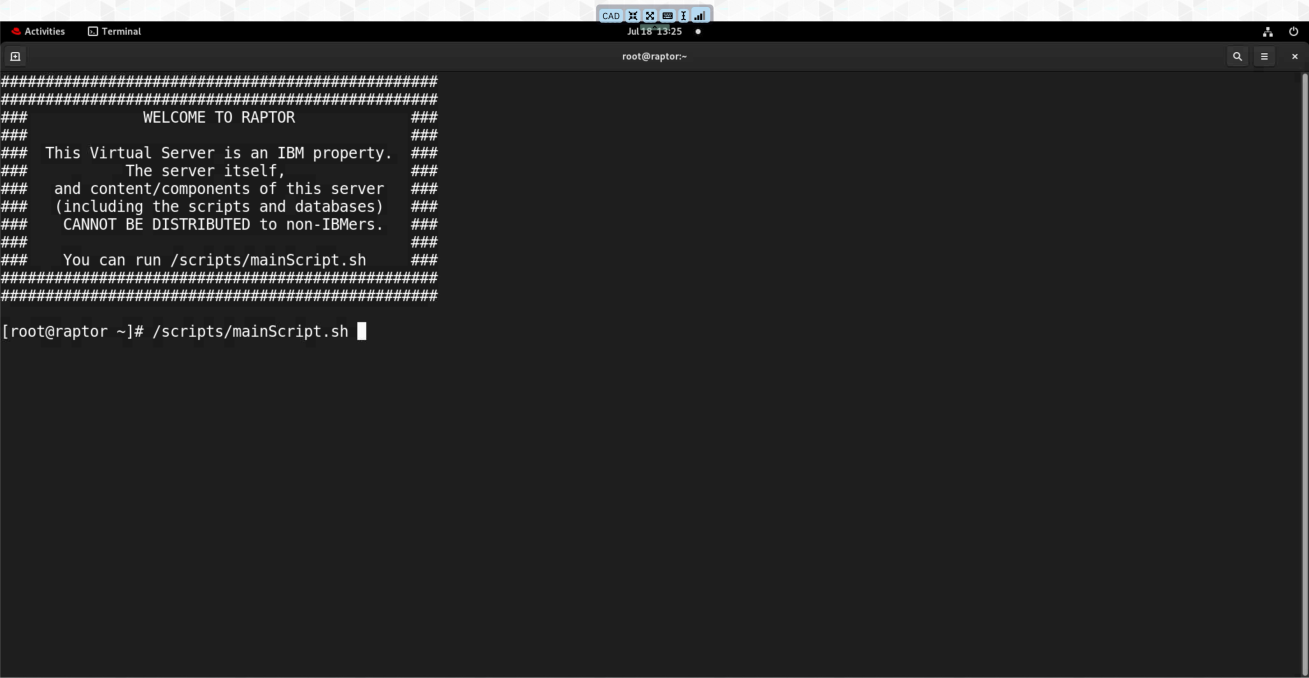 CAD
Activities Terminal Jul 18 13:25
root@raptor:~
#################################################
#################################################
### WELCOME TO RAPTOR ###
### ###
### This Virtual Server is an IBM property. ###
### The server itself, ###
### and content/components of this server ###
### (including the scripts and databases) ###
### CANNOT BE DISTRIBUTED to non-IBMers. ###
### ###
### You can run /scripts/mainScript.sh ###
#################################################
#################################################
[root@raptor ~]# /scripts/mainScript.sh